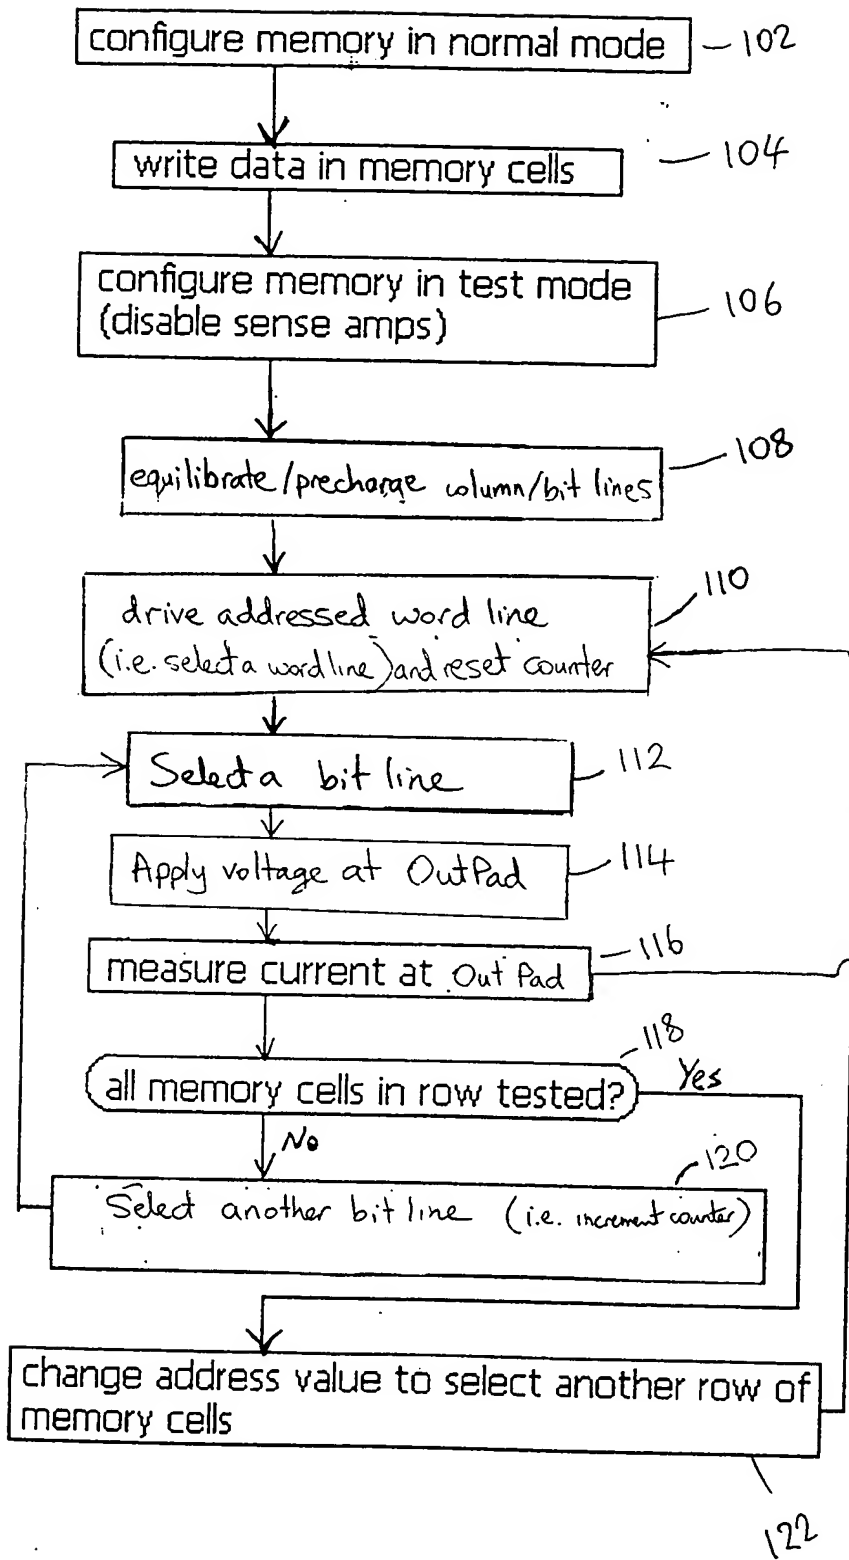 configure memory in normal mode 102
write data in memory cells 104
configure memory in test mode
(disable sense amps) 106
equilibrate/precharge column/bit lines 108
drive addressed word line 110
(i.e. select a word line) and reset counter
Select a bit line 112
Apply voltage at OutPad 114
measure current at Out Pad 116
all memory cells in row tested? 118
Yes
No
Select another bit line (i.e. increment counter) 120
change address value to select another row of
memory cells
122